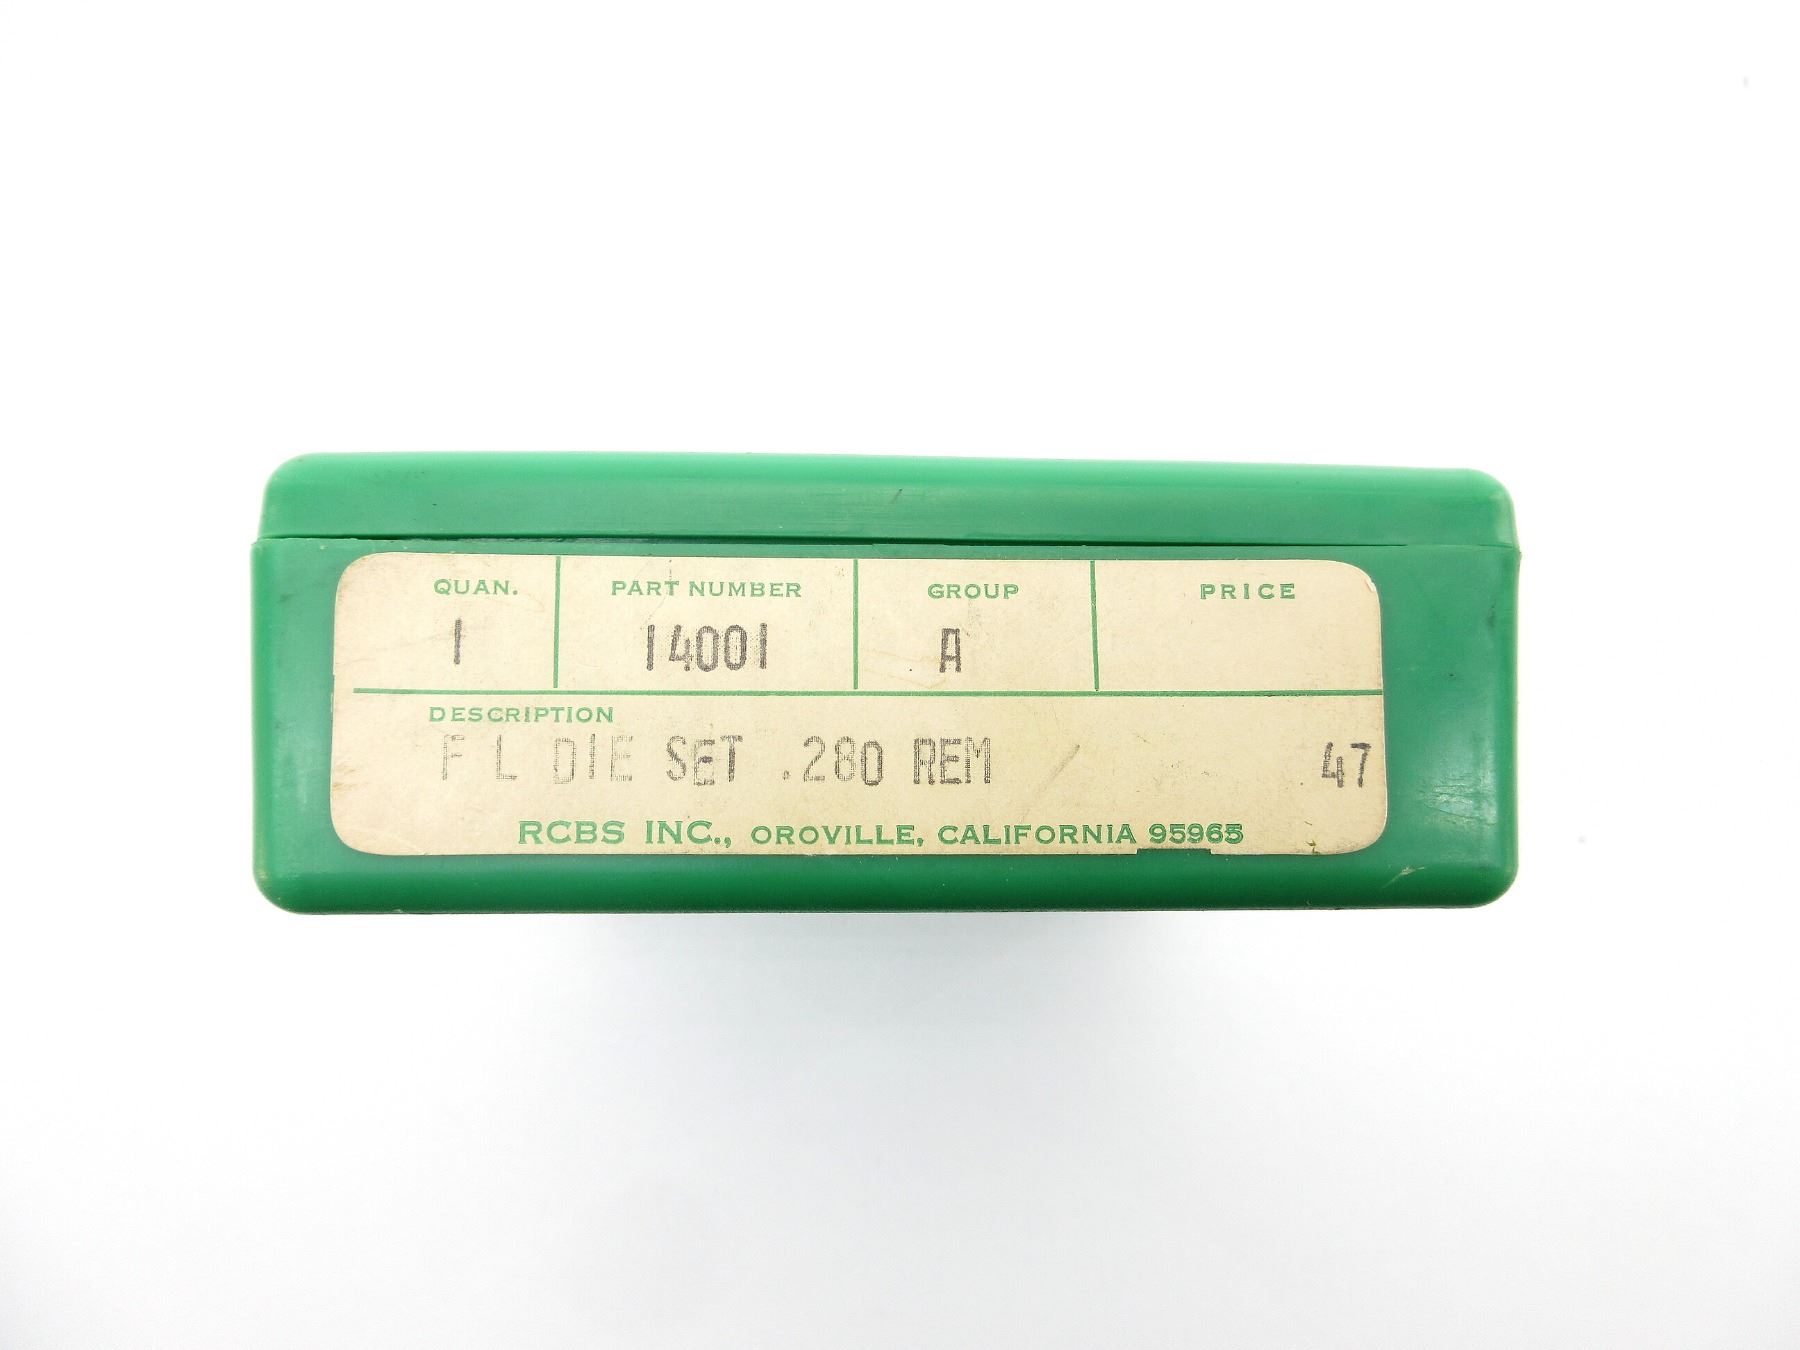 QUAN. PART NUMBER GROUP PRICE
1 14001 A
DESCRIPTION
F L DIE SET .280 REM 47
RCBS INC., OROVILLE, CALIFORNIA 95965